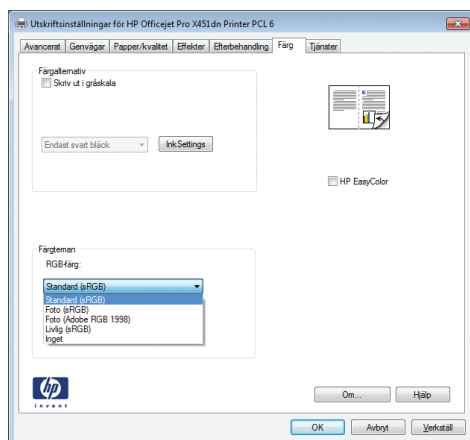 Utskriftsinställningar för HP Officejet Pro X451dn Printer PCL 6
Avancerat Genvägar Papper/kvalitet Effekter Efterbehandling Färg Tjänster
Färgalternativ
Skriv ut i gråskala
Endast svart bläck
InkSettings
HP EasyColor
Färgteman
RGB-färg:
Standard (sRGB)
Standard (sRGB)
Foto (sRGB)
Foto (Adobe RGB 1998)
Livlig (sRGB)
Inget
hp
invent
Om... Hjälp
OK Avbryt Verkställ